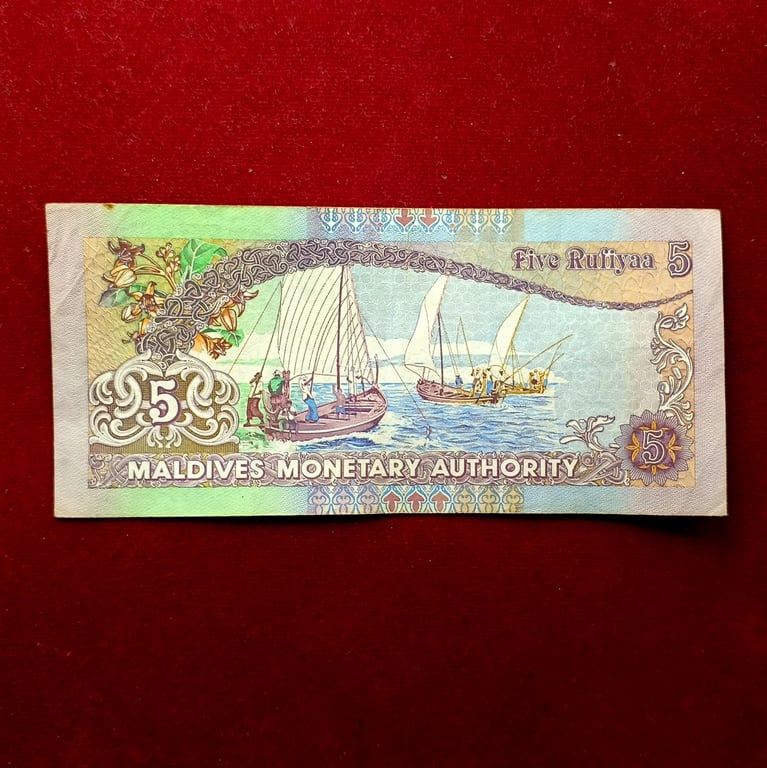 Five Rufiyaa 5
5
5
MALDIVES MONETARY AUTHORITY